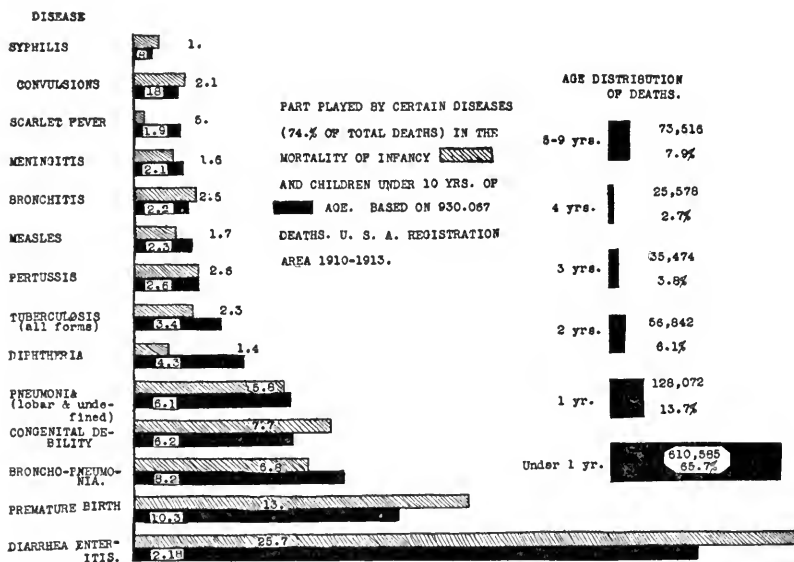 DISEASE
SYPHILIS
1.
8
CONVULSIONS
2.1
18
SCARLET FEVER
5.
1.9
MENINGITIS
1.6
2.1
BRONCHITIS
2.5
2.2
MEASLES
1.7
2.3
PERTUSSIS
2.6
2.6
TUBERCULOSIS
(all forms)
2.3
3.4
DIPHTHERIA
1.4
4.3
PNEUMONIA
(lobar & unde-
fined)
5.8
6.1
CONGENITAL DE-
BILITY
7.7
6.2
BRONCHO-PNEUMO-
NIA.
6.8
8.2
PREMATURE BIRTH
13.
10.3
DIARRHEA ENTER-
ITIS.
25.7
2.18
PART PLAYED BY CERTAIN DISEASES
(74.% OF TOTAL DEATHS) IN THE
MORTALITY OF INFANCY
AND CHILDREN UNDER 10 YRS. OF
AGE. BASED ON 930.067
DEATHS. U. S. A. REGISTRATION
AREA 1910-1913.
AGE DISTRIBUTION
OF DEATHS.
5-9 yrs.
73,516
7.9%
4 yrs.
25,578
2.7%
3 yrs.
35,474
3.8%
2 yrs.
56,842
6.1%
1 yr.
128,072
13.7%
Under 1 yr.
610,585
65.7%